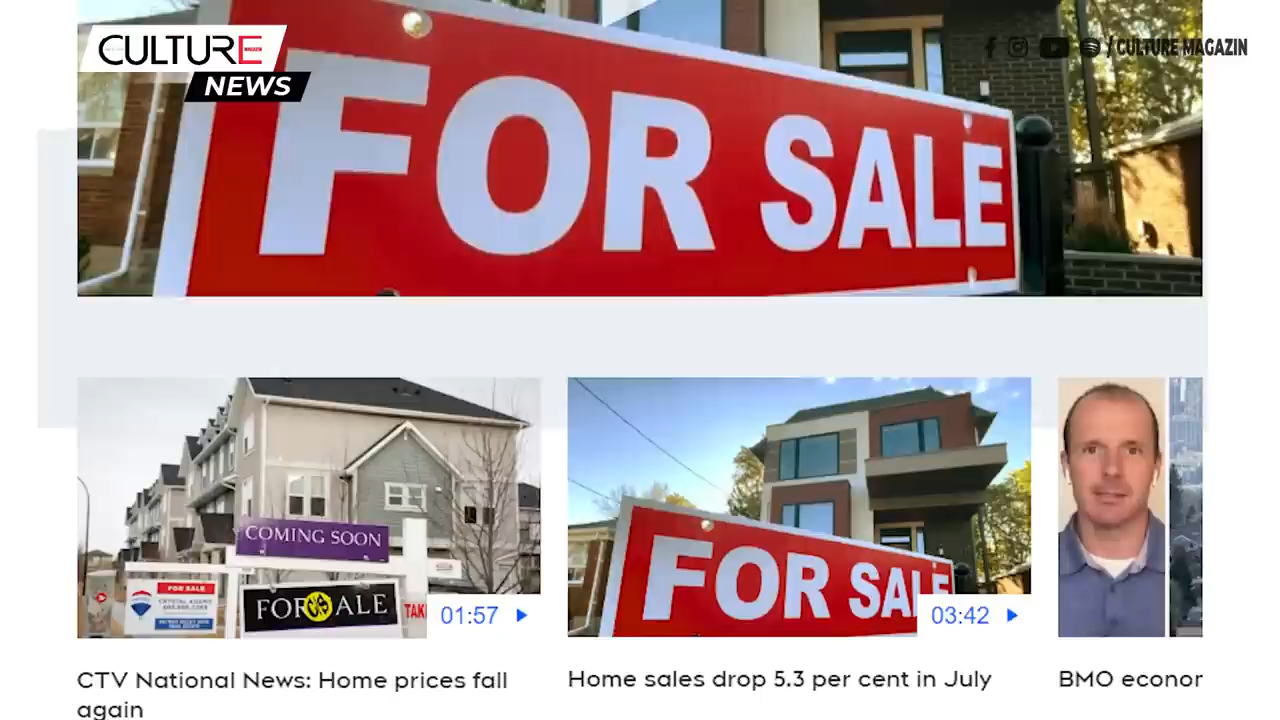 CULTURE
NEWS
/ CULTURE MAGAZIN
FOR SALE
COMING SOON
FOR SALE
FOR SALE
TAK
01:57
FOR SALE
03:42
CTV National News: Home prices fall
again
Home sales drop 5.3 per cent in July
BMO econor